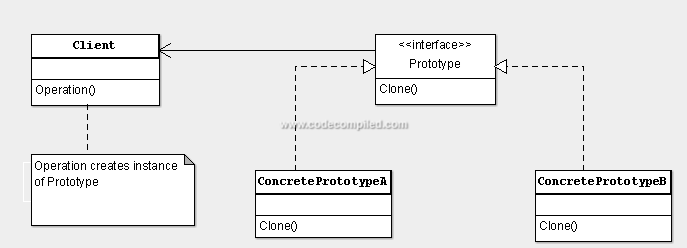 Client
Operation()
Operation creates instance
of Prototype
<<interface>>
Prototype
Clone()
www.codecompiled.com
ConcretePrototypeA
Clone()
ConcretePrototypeB
Clone()